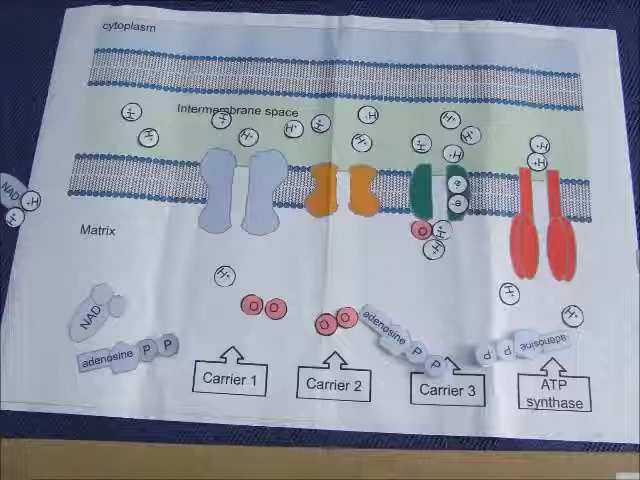 cytoplasm
Intermembrane space
H+ H+ H+ H+ H+ H+ H+ H+ H+ H+ H+ H+ H+ H+
NAD H+ H+
e
e
Matrix
O H+ H+
H+
O O
H+ H+
NAD
O O
adenosine P P
adenosine P P
adenosine P P
Carrier 1
Carrier 2
Carrier 3
ATP
synthase